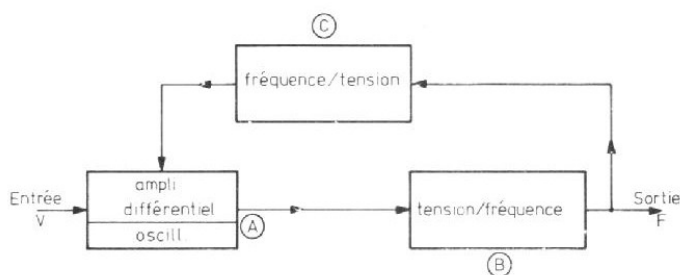 C
fréquence/tension
Entrée
V
ampli
différentiel
oscill.
A
tension/fréquence
B
Sortie
F